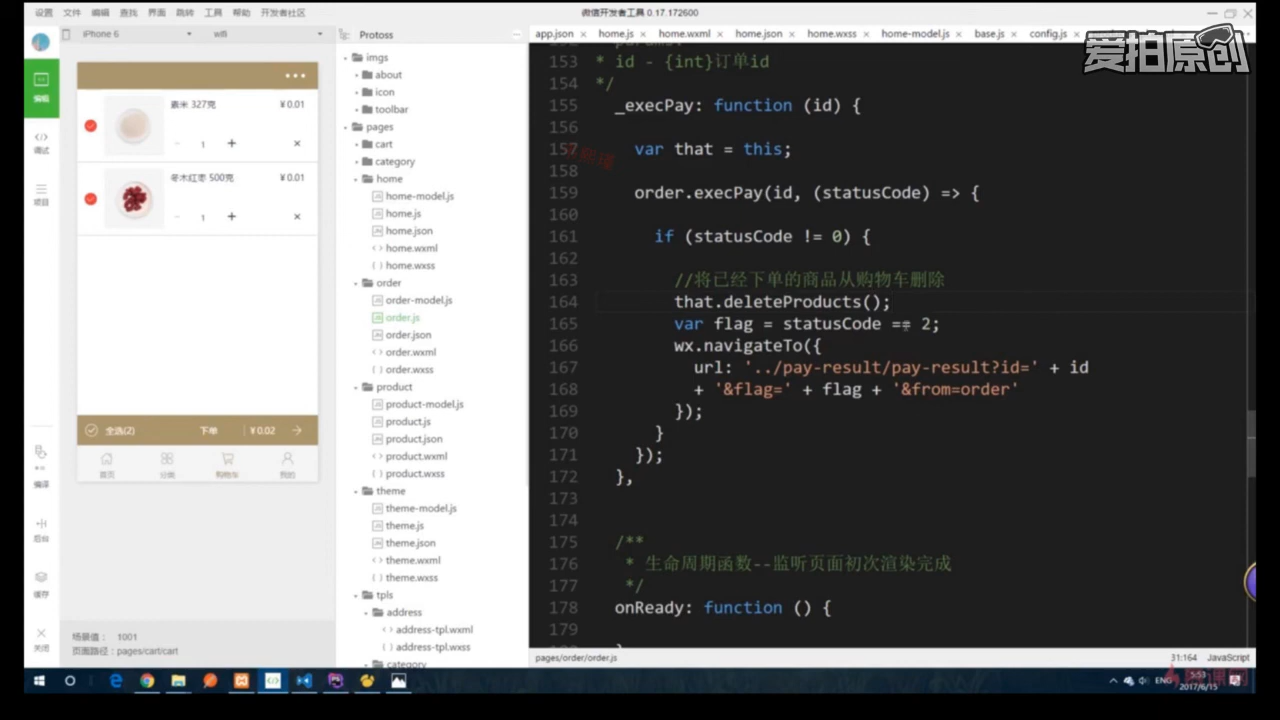 设置 文件 编辑 查找 界面 跳转 工具 帮助 开发者社区
微信开发者工具 0.17.172600
爱拍原创
iPhone 6
wifi
编辑
调试
项目
编译
后台
缓存
关闭
327克
¥0.01
1
冬木红枣 500克
¥0.01
1
全选(2)
下单
¥0.02
首页
分类
购物车
我的
场景值： 1001
页面路径：pages/cart/cart
Protoss
imgs
about
icon
toolbar
pages
cart
category
home
home-model.js
home.js
home.json
home.wxml
home.wxss
order
order-model.js
order.js
order.json
order.wxml
order.wxss
product
product-model.js
product.js
product.json
product.wxml
product.wxss
theme
theme-model.js
theme.js
theme.json
theme.wxml
theme.wxss
tpls
address
address-tpl.wxml
address-tpl.wxss
category
app.json home.js home.wxml home.json home.wxss home-model.js base.js config.js
152 params:
153 * id - {int}订单id
154 */
155 _execPay: function (id) {
156
157 var that = this;
158
159 order.execPay(id, (statusCode) => {
160
161 if (statusCode != 0) {
162
163 //将已经下单的商品从购物车删除
164 that.deleteProducts();
165 var flag = statusCode == 2;
166 wx.navigateTo({
167 url: '../pay-result/pay-result?id=' + id
168 + '&flag=' + flag + '&from=order'
169 });
170 }
171 });
172 },
173
174
175 /**
176 * 生命周期函数--监听页面初次渲染完成
177 */
178 onReady: function () {
179
pages/order/order.js
31:164 JavaScript
ENG
5:53
2017/6/15